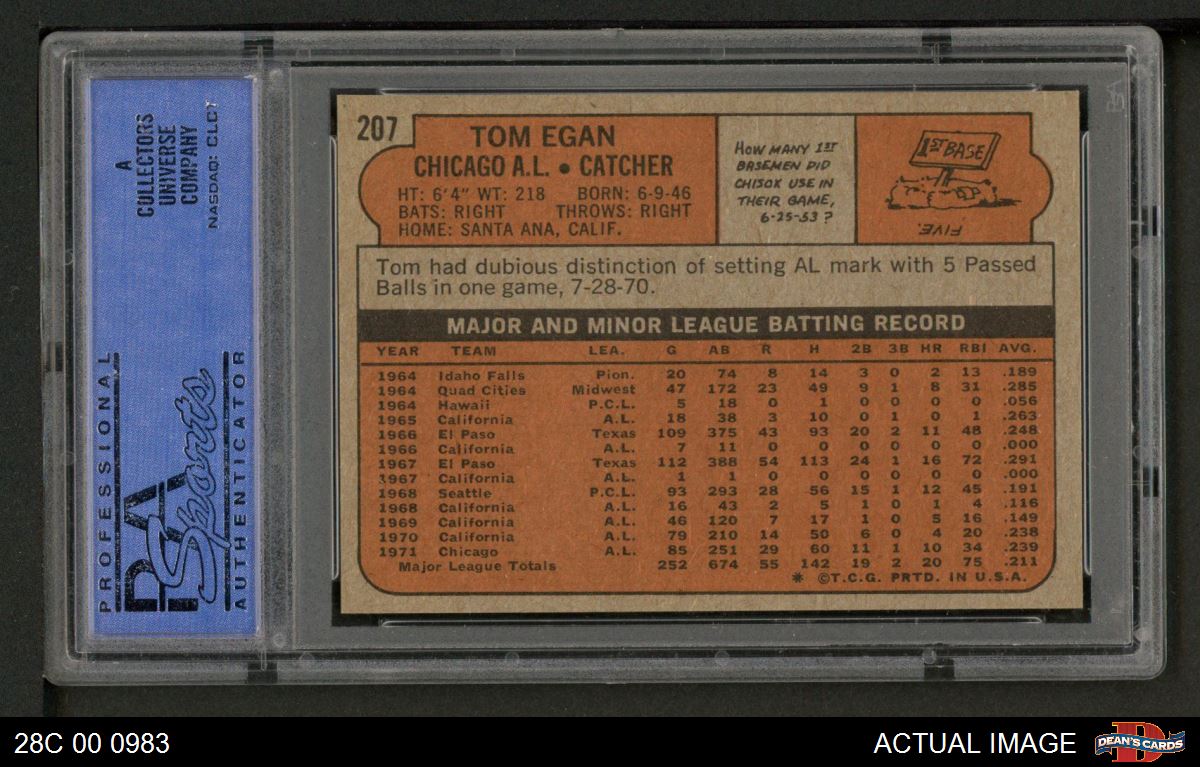 A
COLLECTORS
UNIVERSE
COMPANY
NASDAQ: CLCT
PROFESSIONAL
PSA
Sports
AUTHENTICATOR
207
TOM EGAN
CHICAGO A.L. • CATCHER
HT: 6'4" WT: 218 BORN: 6-9-46
BATS: RIGHT THROWS: RIGHT
HOME: SANTA ANA, CALIF.
HOW MANY 1ST
BASEMEN DID
CHISOX USE IN
THEIR GAME,
6-25-53?
1ST BASE
FIVE.
Tom had dubious distinction of setting AL mark with 5 Passed
Balls in one game, 7-28-70.
MAJOR AND MINOR LEAGUE BATTING RECORD
YEAR TEAM LEA. G AB R H 2B 3B HR RBI AVG.
1964 Idaho Falls Pion. 20 74 8 14 3 0 2 13 .189
1964 Quad Cities Midwest 47 172 23 49 9 1 8 31 .285
1964 Hawaii P.C.L. 5 18 0 1 0 0 0 0 .056
1965 California A.L. 18 38 3 10 0 1 0 1 .263
1966 El Paso Texas 109 375 43 93 20 2 11 48 .248
1966 California A.L. 7 11 0 0 0 0 0 0 .000
1967 El Paso Texas 112 388 54 113 24 1 16 72 .291
1967 California A.L. 1 1 0 0 0 0 0 0 .000
1968 Seattle P.C.L. 93 293 28 56 15 1 12 45 .191
1968 California A.L. 16 43 2 5 1 0 1 4 .116
1969 California A.L. 46 120 7 17 1 0 5 16 .149
1970 California A.L. 79 210 14 50 6 0 4 20 .238
1971 Chicago A.L. 85 251 29 60 11 1 10 34 .239
Major League Totals 252 674 55 142 19 2 20 75 .211
* ©T.C.G. PRTD. IN U.S.A.
28C 00 0983
ACTUAL IMAGE
D
DEAN'S CARDS